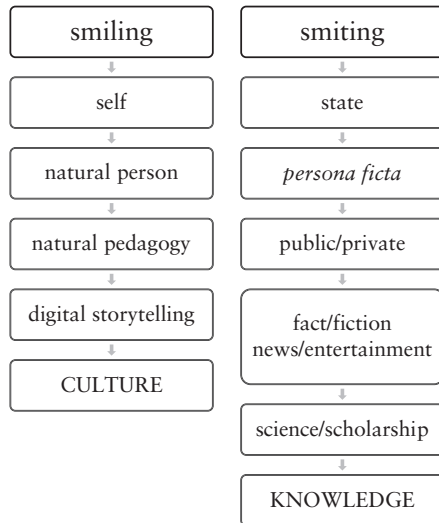 smiling
self
natural person
natural pedagogy
digital storytelling
CULTURE
smiting
state
persona ficta
public/private
fact/fiction
news/entertainment
science/scholarship
KNOWLEDGE